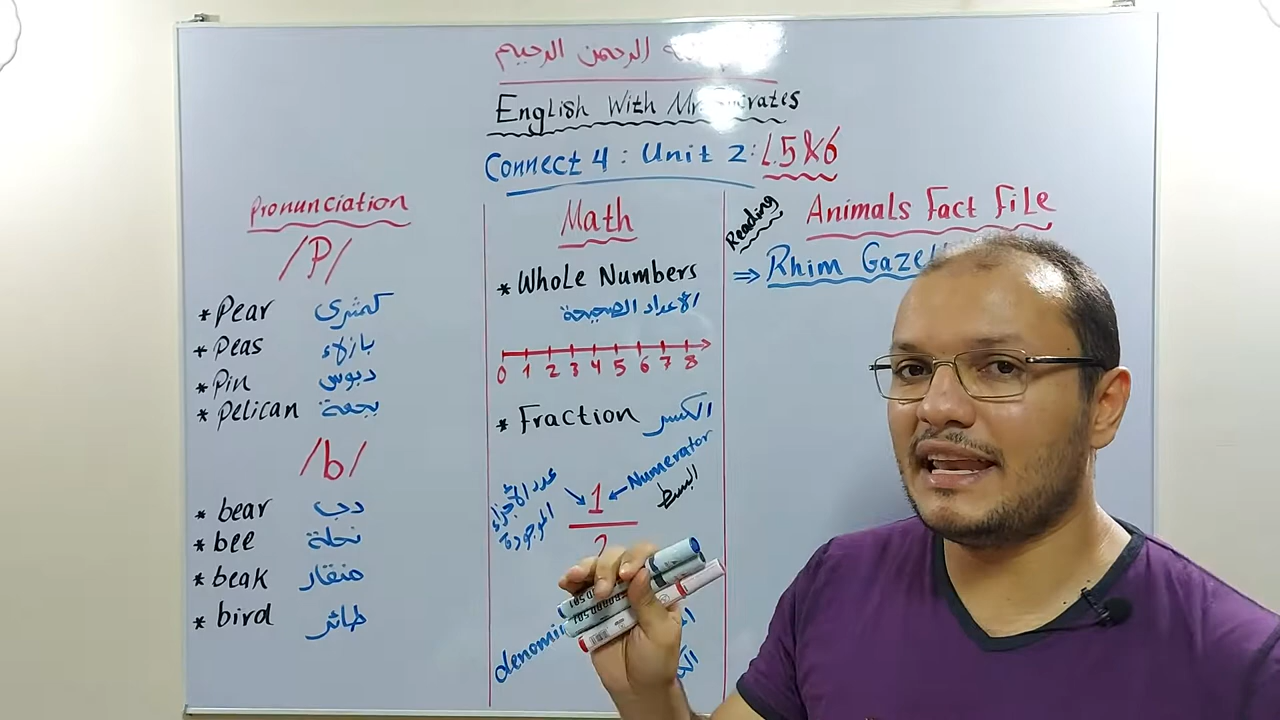 الرحمن الرحيم
English With Mr.
Connect 4 : Unit 2: L.5&6
Pronunciation
/P/
* Pear كمثرى
* Peas بازلاء
* Pin دبوس
* Pelican بجعة
/b/
* bear دب
* bee نحلة
* beak منقار
* bird طائر
Math
* Whole Numbers
الأعداد الصحيحة
0 1 2 3 4 5 6 7 8
* Fraction الكسر
عدد الأجزاء
الموجودة
1
Numerator
البسط
2
Reading
Animals Fact File
⇒ Rhim